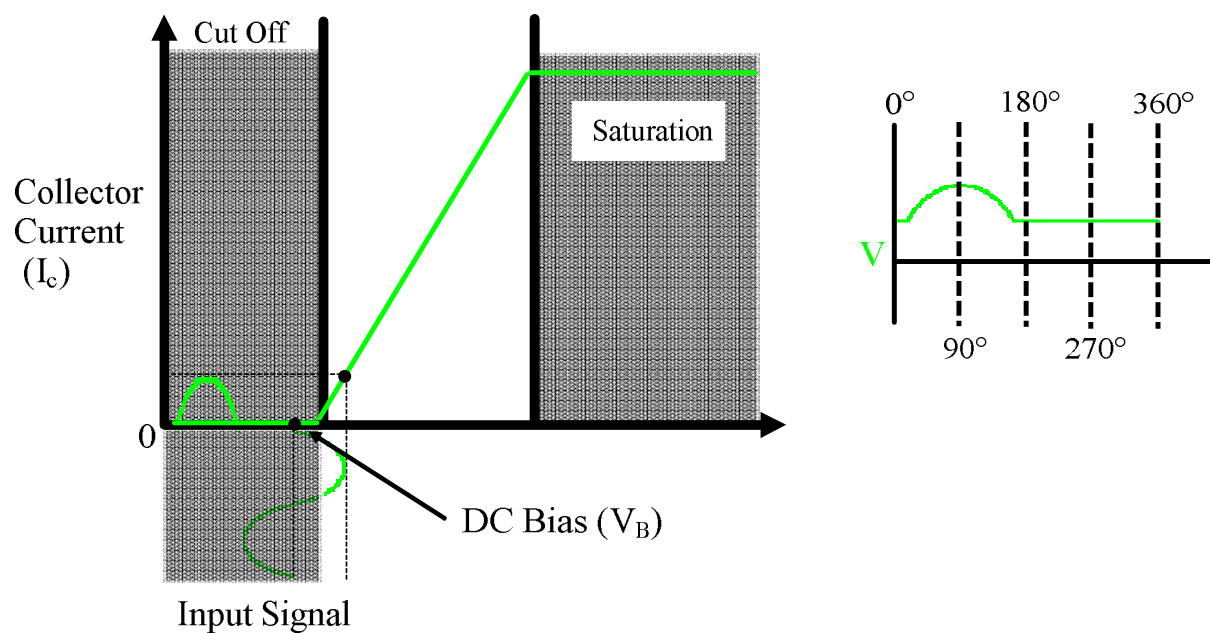 Cut Off
Saturation
Collector
Current
(Ic)
0
DC Bias (VB)
Input Signal
0° 180° 360°
V
90° 270°